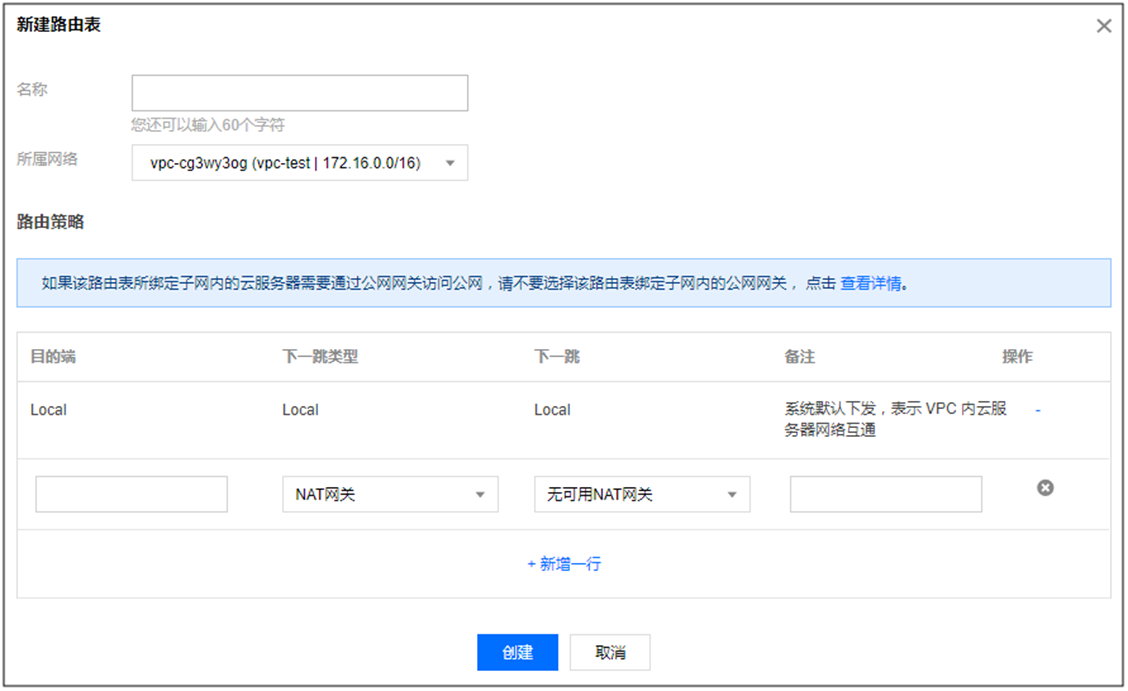 新建路由表
名称
您还可以输入60个字符
所属网络
vpc-cg3wy3og (vpc-test | 172.16.0.0/16)
路由策略
如果该路由表所绑定子网内的云服务器需要通过公网网关访问公网，请不要选择该路由表绑定子网内的公网网关， 点击 查看详情。
目的端 下一跳类型 下一跳 备注 操作
Local Local Local 系统默认下发，表示 VPC 内云服 -
务器网络互通
NAT网关 无可用NAT网关
+ 新增一行
创建 取消